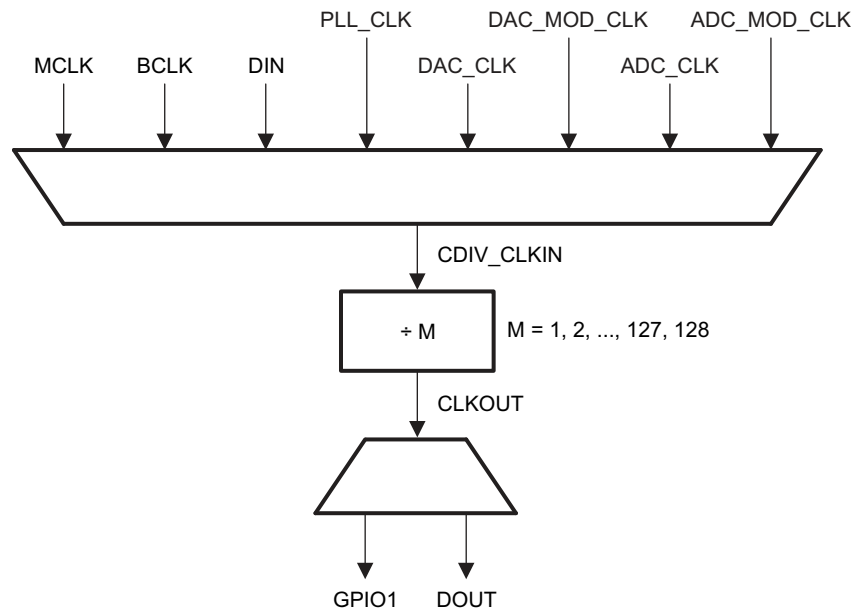 PLL_CLK DAC_MOD_CLK ADC_MOD_CLK
MCLK BCLK DIN DAC_CLK ADC_CLK
CDIV_CLKIN
÷ M M = 1, 2, ..., 127, 128
CLKOUT
GPIO1 DOUT